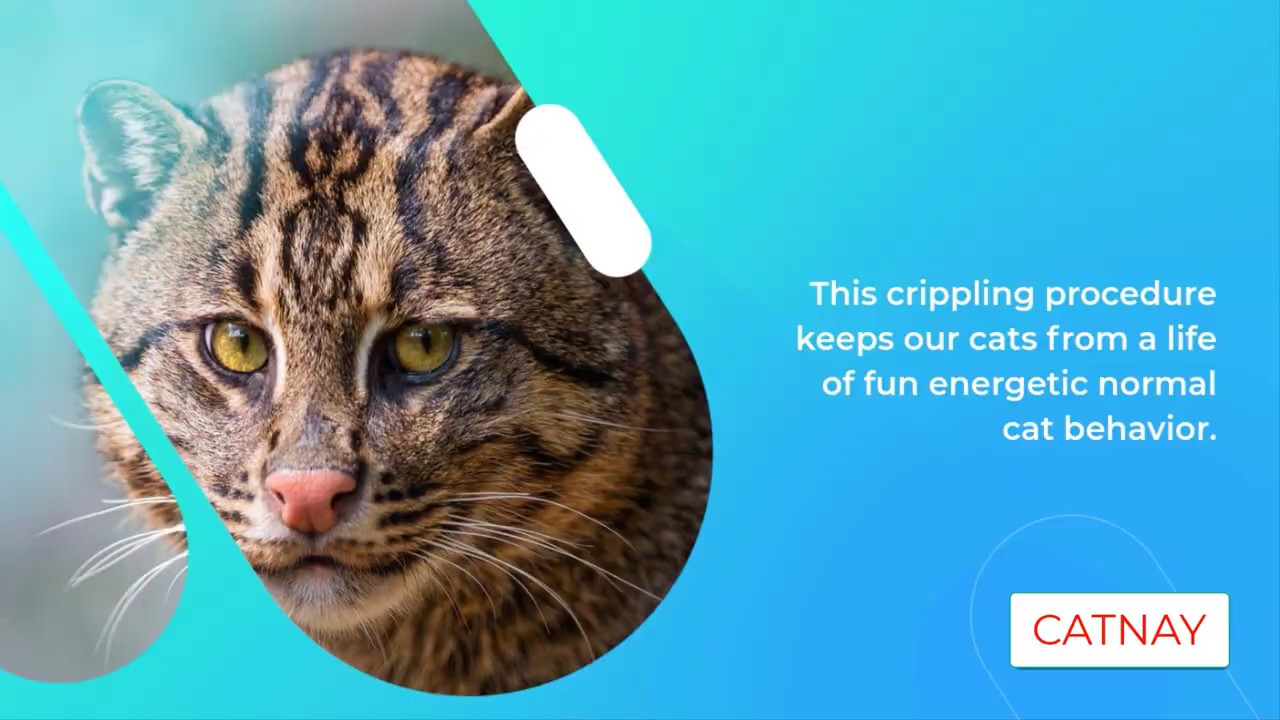 This crippling procedure
keeps our cats from a life
of fun energetic normal
cat behavior.
CATNAY